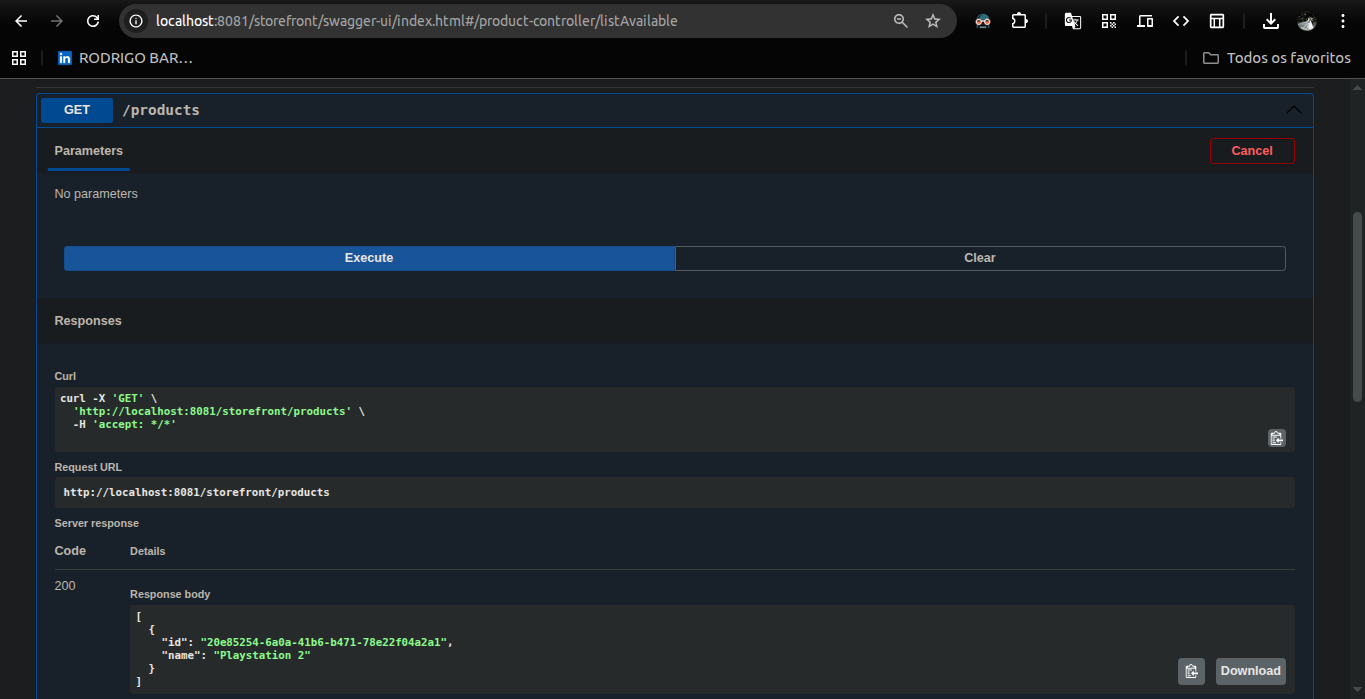 localhost:8081/storefront/swagger-ui/index.html#/product-controller/listAvailable
in RODRIGO BAR…
Todos os favoritos
GET /products
Parameters
Cancel
No parameters
Execute
Clear
Responses
Curl
curl -X 'GET' \
'http://localhost:8081/storefront/products' \
-H 'accept: */*'
Request URL
http://localhost:8081/storefront/products
Server response
Code Details
200
Response body
[
{
"id": "20e85254-6a0a-41b6-b471-78e22f04a2a1",
"name": "Playstation 2"
}
]
Download